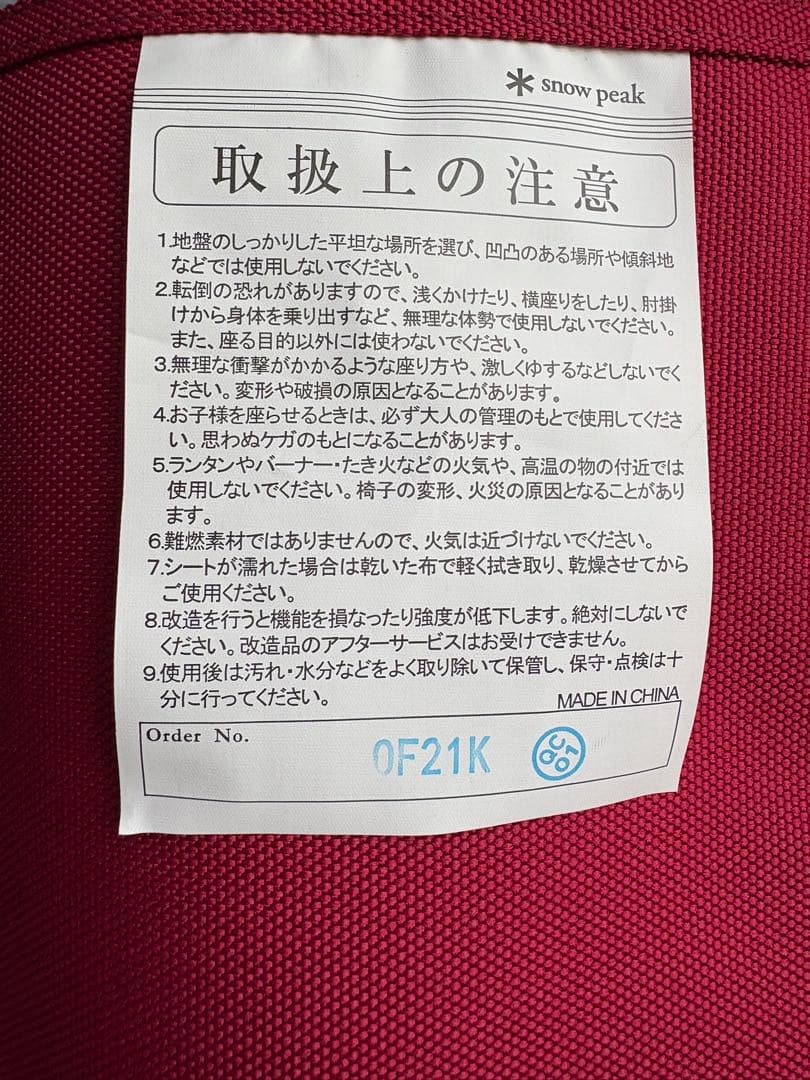 snow peak
取扱上の注意
1.地盤のしっかりした平坦な場所を選び、凹凸のある場所や傾斜地
などでは使用しないでください。
2.転倒の恐れがありますので、浅くかけたり、横座りをしたり、肘掛
けから身体を乗り出すなど、無理な体勢で使用しないでください。
また、座る目的以外には使わないでください。
3.無理な衝撃がかかるような座り方や、激しくゆするなどしないでく
ださい。変形や破損の原因となることがあります。
4.お子様を座らせるときは、必ず大人の管理のもとで使用してくださ
い。思わぬケガのもとになることがあります。
5.ランタンやバーナー・たき火などの火気や、高温の物の付近では
使用しないでください。椅子の変形、火災の原因となることがあり
ます。
6.難燃素材ではありませんので、火気は近づけないでください。
7.シートが濡れた場合は乾いた布で軽く拭き取り、乾燥させてから
ご使用ください。
8.改造を行うと機能を損なったり強度が低下します。絶対にしないで
ください。改造品のアフターサービスはお受けできません。
9.使用後は汚れ・水分などをよく取り除いて保管し、保守・点検は十
分に行ってください。
MADE IN CHINA
Order No.
0F21K
QC
01